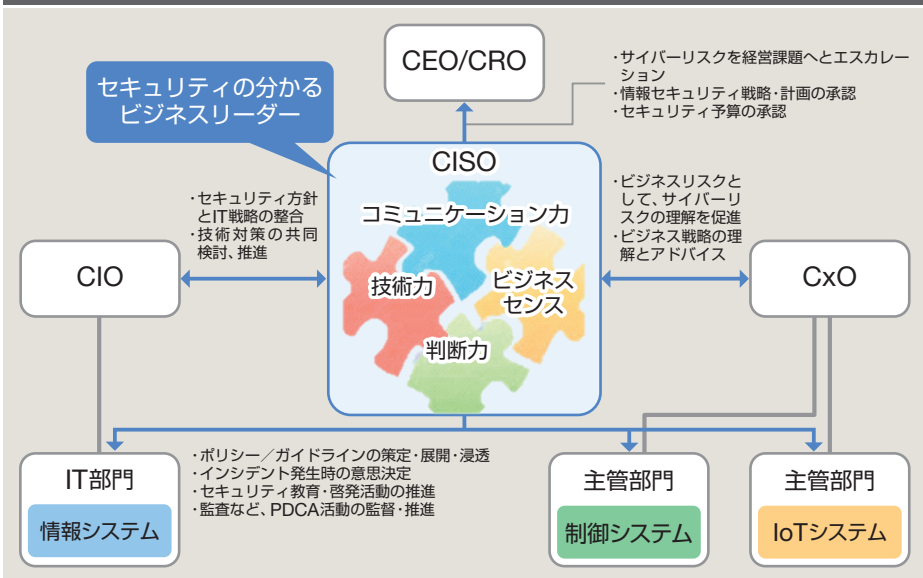 CEO/CRO
・サイバーリスクを経営課題へとエスカレー
ション
・情報セキュリティ戦略・計画の承認
・セキュリティ予算の承認
セキュリティの分かる
ビジネスリーダー
CISO
コミュニケーション力
技術力
ビジネス
センス
判断力
・セキュリティ方針
とIT戦略の整合
・技術対策の共同
検討、推進
・ビジネスリスクと
して、サイバーリ
スクの理解を促進
・ビジネス戦略の理
解とアドバイス
CIO
CxO
IT部門
情報システム
・ポリシー／ガイドラインの策定・展開・浸透
・インシデント発生時の意思決定
・セキュリティ教育・啓発活動の推進
・監査など、PDCA活動の監督・推進
主管部門
制御システム
主管部門
IoTシステム